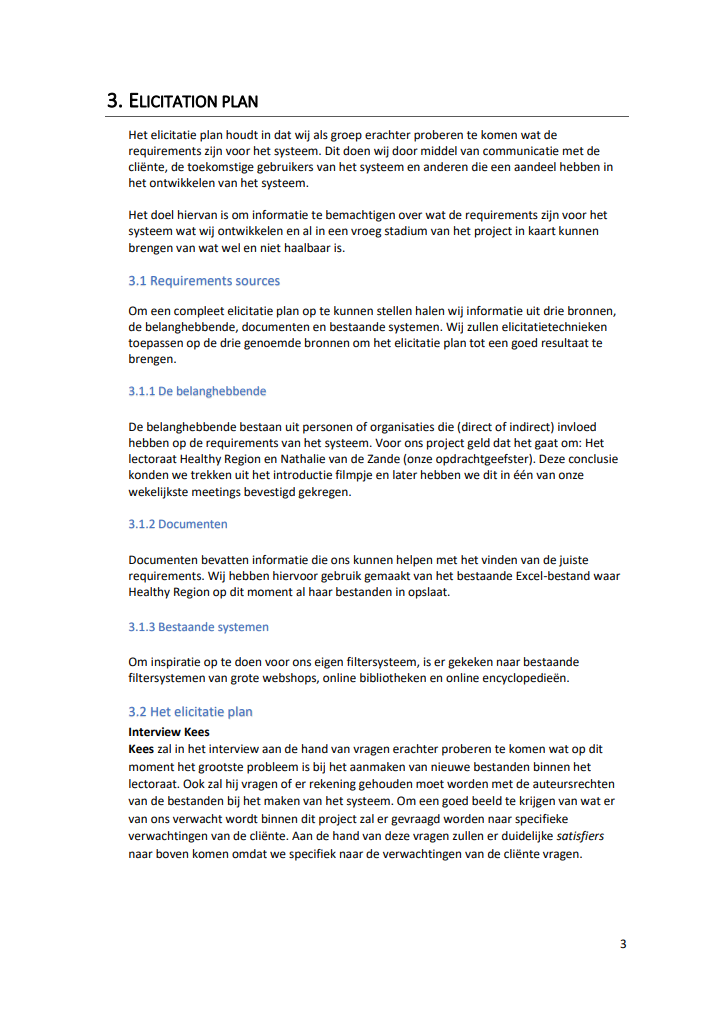 3. ELICITATION PLAN
Het elicitatie plan houdt in dat wij als groep erachter proberen te komen wat de
requirements zijn voor het systeem. Dit doen wij door middel van communicatie met de
cliënte, de toekomstige gebruikers van het systeem en anderen die een aandeel hebben in
het ontwikkelen van het systeem.
Het doel hiervan is om informatie te bemachtigen over wat de requirements zijn voor het
systeem wat wij ontwikkelen en al in een vroeg stadium van het project in kaart kunnen
brengen van wat wel en niet haalbaar is.
3.1 Requirements sources
Om een compleet elicitatie plan op te kunnen stellen halen wij informatie uit drie bronnen,
de belanghebbende, documenten en bestaande systemen. Wij zullen elicitatietechnieken
toepassen op de drie genoemde bronnen om het elicitatie plan tot een goed resultaat te
brengen.
3.1.1 De belanghebbende
De belanghebbende bestaan uit personen of organisaties die (direct of indirect) invloed
hebben op de requirements van het systeem. Voor ons project geld dat het gaat om: Het
lectoraat Healthy Region en Nathalie van de Zande (onze opdrachtgeefster). Deze conclusie
konden we trekken uit het introductie filmpje en later hebben we dit in één van onze
wekelijkste meetings bevestigd gekregen.
3.1.2 Documenten
Documenten bevatten informatie die ons kunnen helpen met het vinden van de juiste
requirements. Wij hebben hiervoor gebruik gemaakt van het bestaande Excel-bestand waar
Healthy Region op dit moment al haar bestanden in opslaat.
3.1.3 Bestaande systemen
Om inspiratie op te doen voor ons eigen filtersysteem, is er gekeken naar bestaande
filtersystemen van grote webshops, online bibliotheken en online encyclopedieën.
3.2 Het elicitatie plan
Interview Kees
Kees zal in het interview aan de hand van vragen erachter proberen te komen wat op dit
moment het grootste probleem is bij het aanmaken van nieuwe bestanden binnen het
lectoraat. Ook zal hij vragen of er rekening gehouden moet worden met de auteursrechten
van de bestanden bij het maken van het systeem. Om een goed beeld te krijgen van wat er
van ons verwacht wordt binnen dit project zal er gevraagd worden naar specifieke
verwachtingen van de cliënte. Aan de hand van deze vragen zullen er duidelijke satisfiers
naar boven komen omdat we specifiek naar de verwachtingen van de cliënte vragen.
3